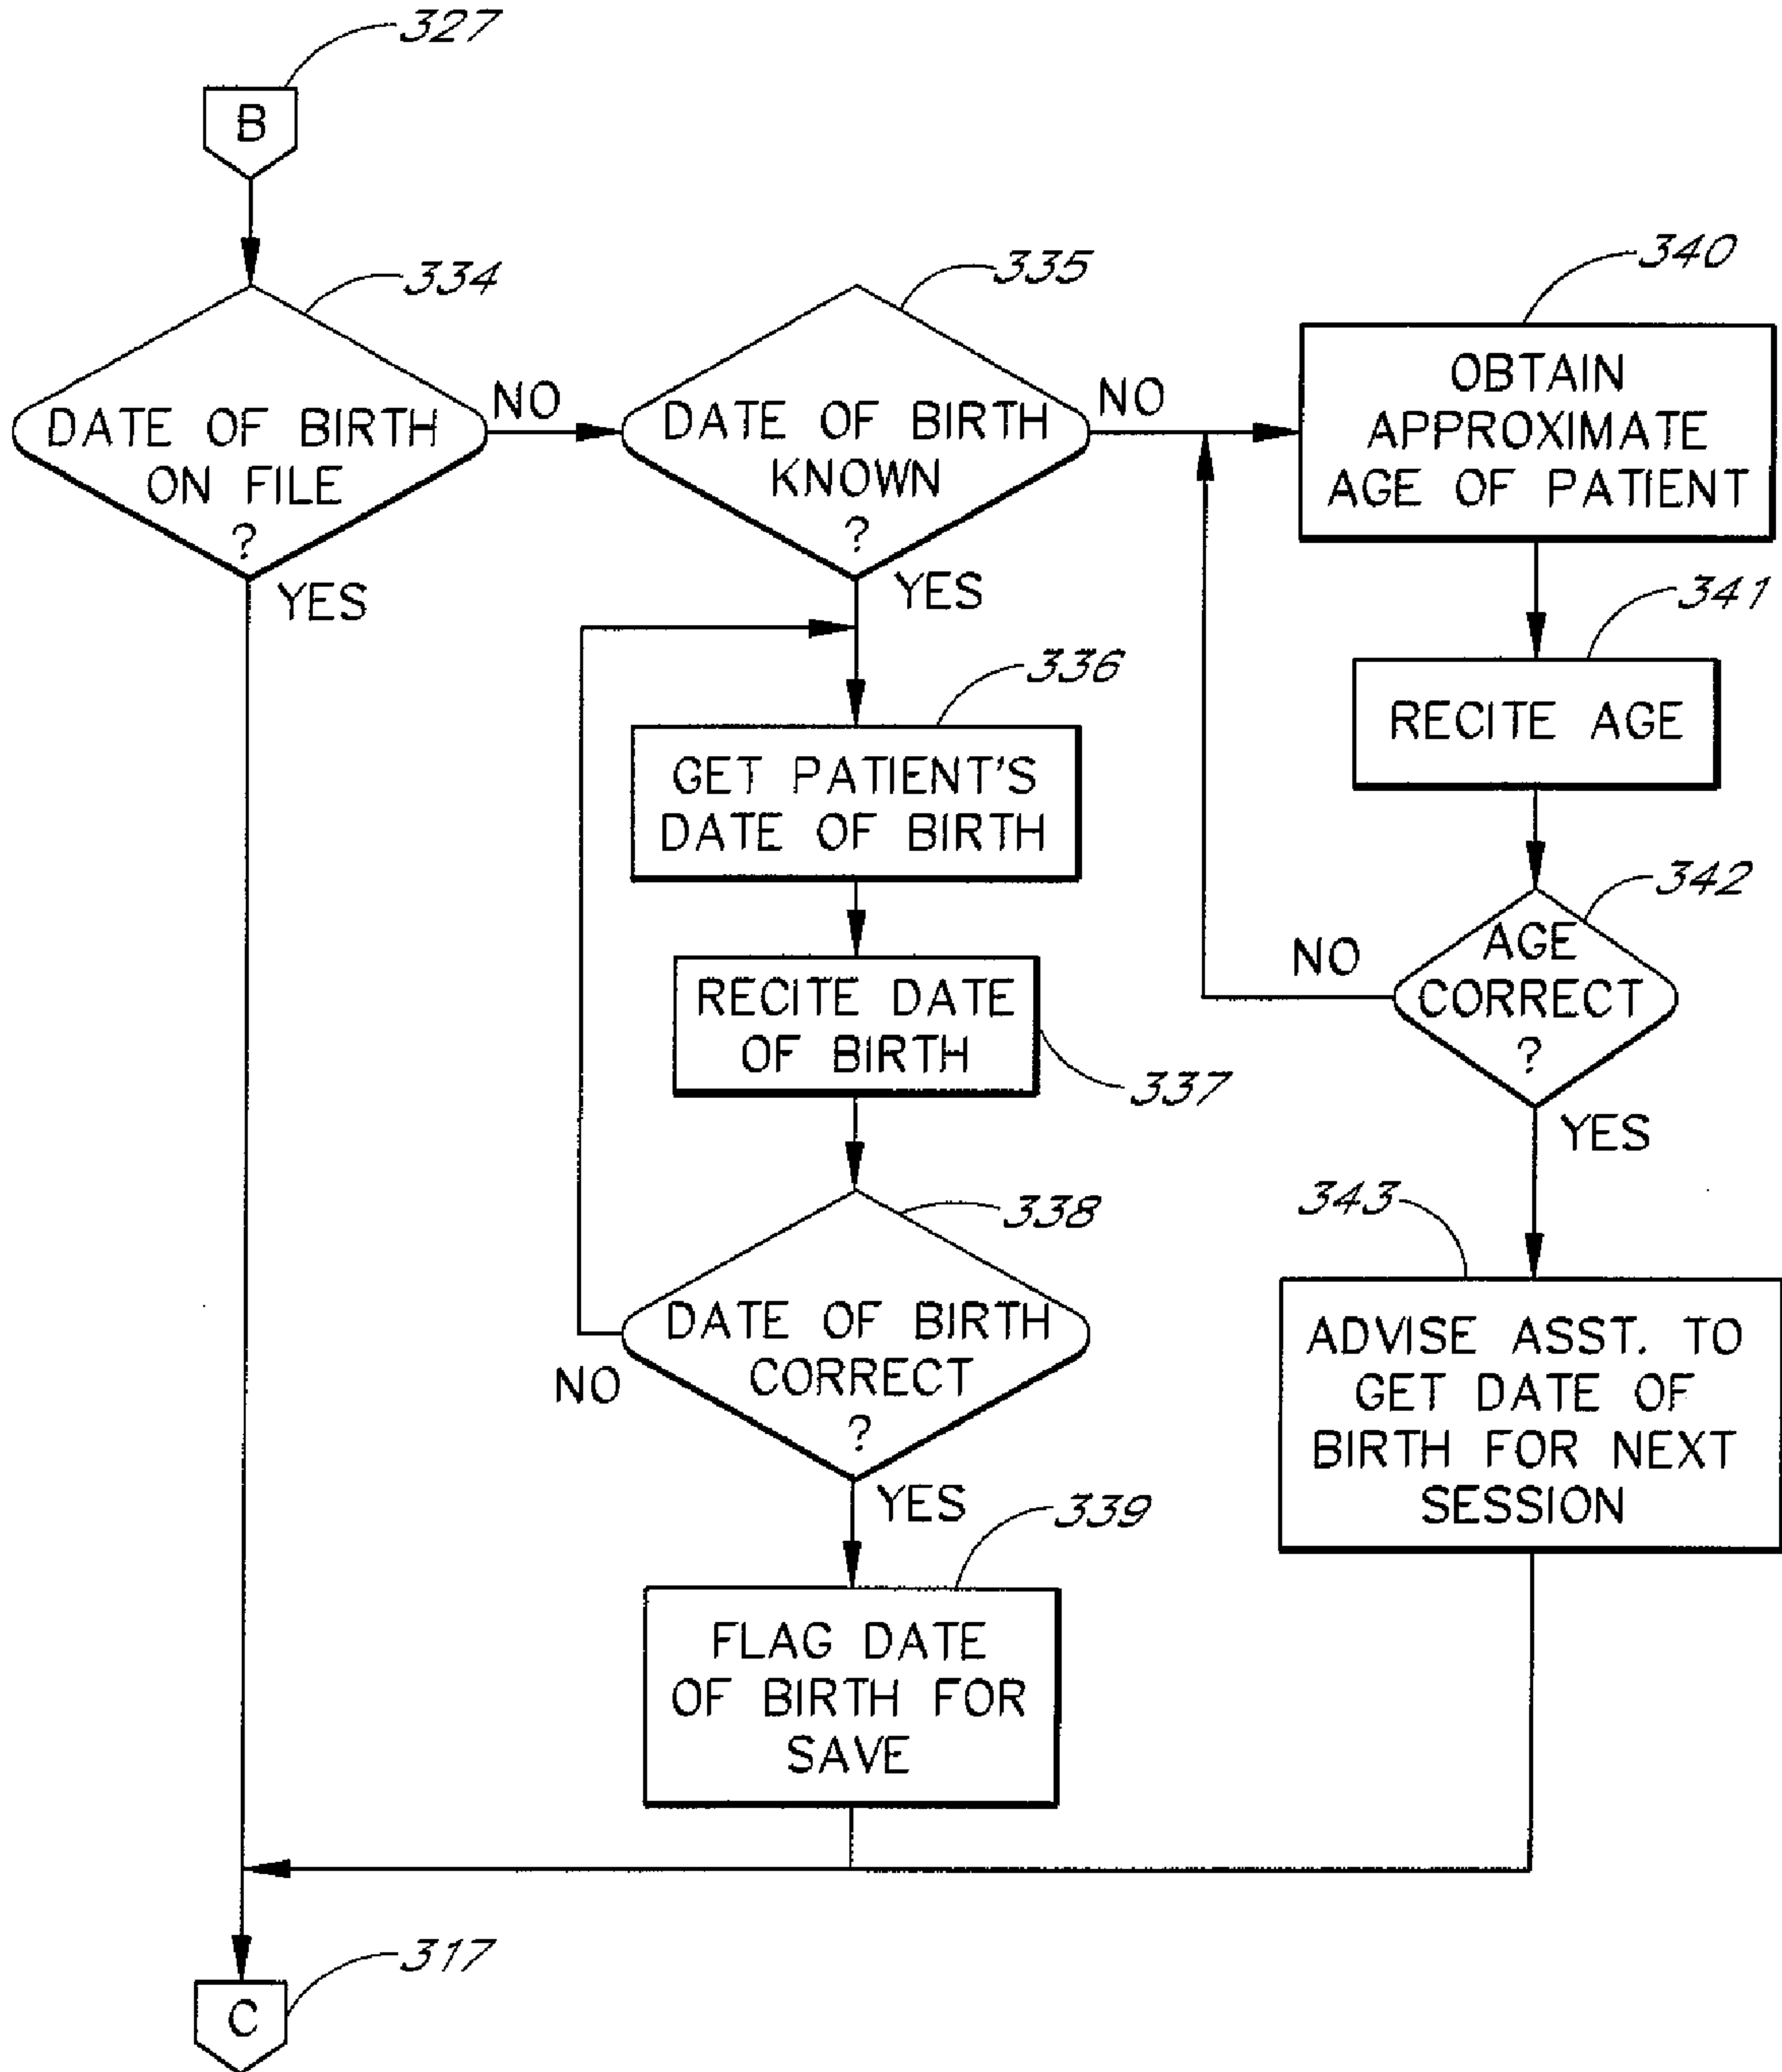 327
B
334
DATE OF BIRTH
ON FILE
?
NO
YES
335
DATE OF BIRTH
KNOWN
?
NO
YES
340
OBTAIN
APPROXIMATE
AGE OF PATIENT
341
RECITE AGE
336
GET PATIENT'S
DATE OF BIRTH
342
AGE
CORRECT
?
NO
YES
RECITE DATE
OF BIRTH
337
338
DATE OF BIRTH
CORRECT
?
NO
YES
343
ADVISE ASST. TO
GET DATE OF
BIRTH FOR NEXT
SESSION
339
FLAG DATE
OF BIRTH FOR
SAVE
317
C